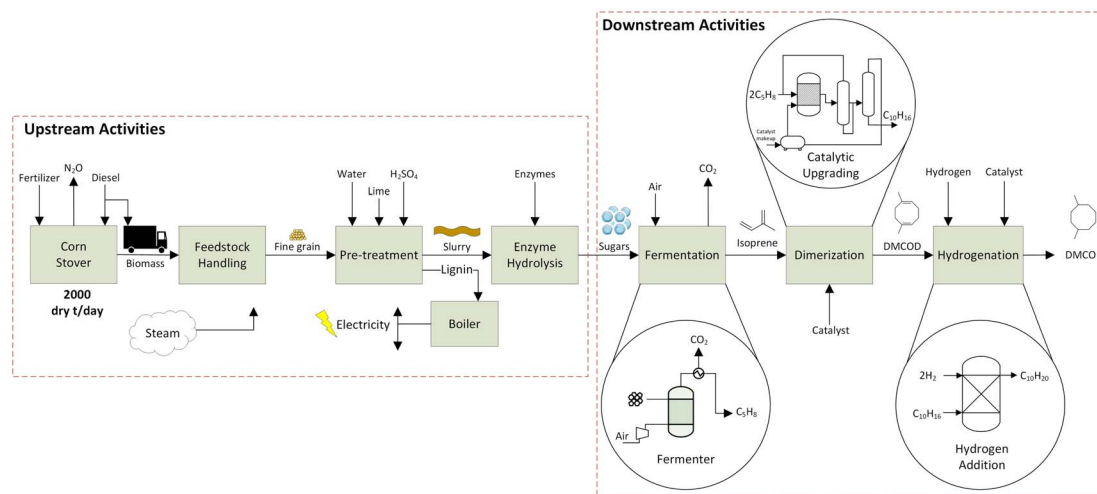 Downstream Activities
2C₅H₈
C₁₀H₁₆
Catalyst
makeup
Catalytic
Upgrading
Upstream Activities
N₂O
Fertilizer
Diesel
Water
Lime
H₂SO₄
Enzymes
Air
CO₂
Hydrogen
Catalyst
Corn
Stover
Biomass
Feedstock
Handling
Fine grain
Pre-treatment
Slurry
Lignin
Enzyme
Hydrolysis
Sugars
Fermentation
Isoprene
Dimerization
DMCOD
Hydrogenation
DMCO
2000
dry t/day
Steam
Electricity
Boiler
Catalyst
CO₂
C₅H₈
Air
Fermenter
2H₂
C₁₀H₂₀
C₁₀H₁₆
Hydrogen
Addition